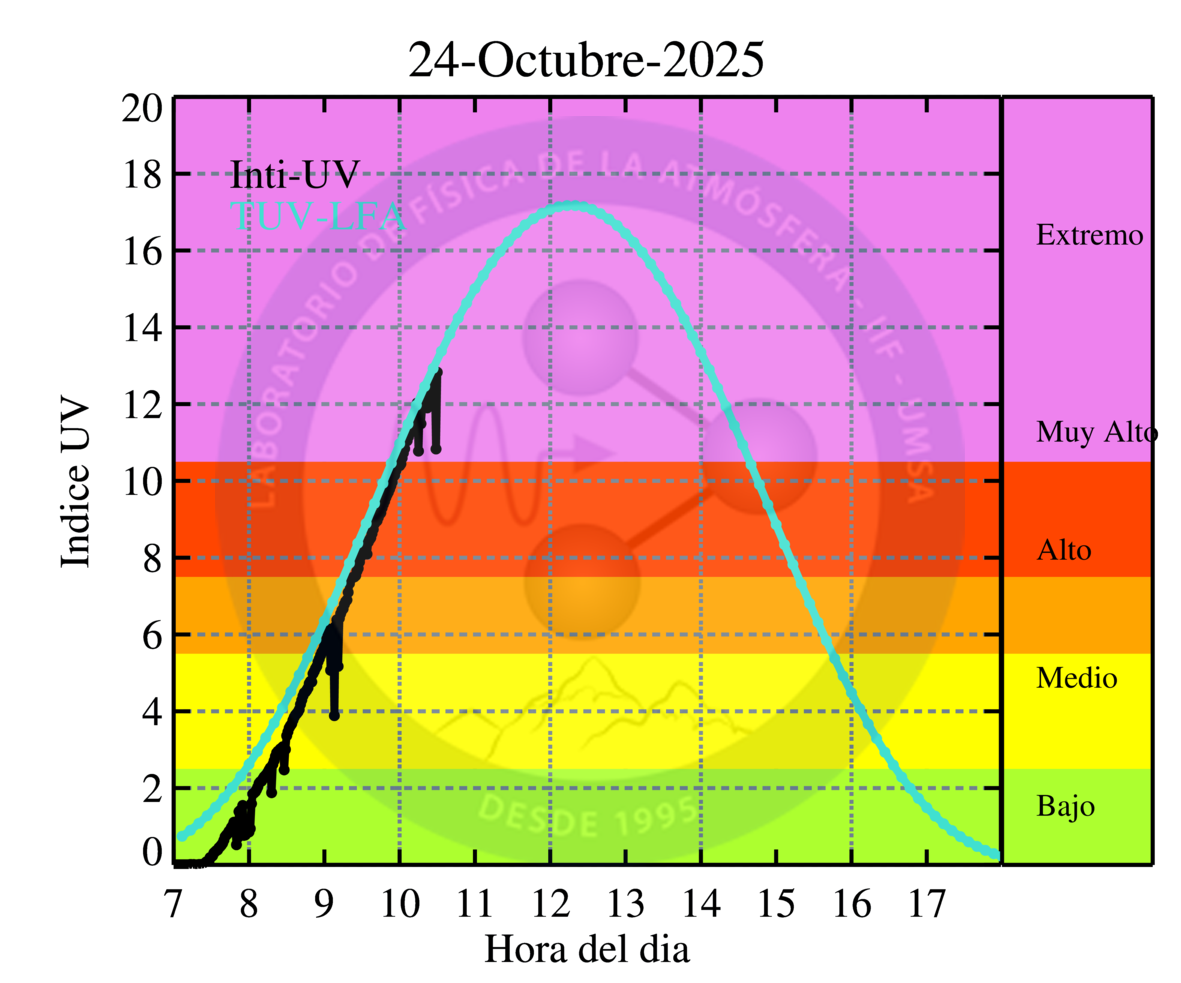 24-Octubre-2025
20
18
16
14
12
10
8
6
4
2
0
Indice UV
Inti-UV
TUV-LFA
LABORATORIO DE FÍSICA DE LA ATMÓSFERA - IIF - UMSA
DESDE 1995
Extremo
Muy Alto
Alto
Medio
Bajo
7 8 9 10 11 12 13 14 15 16 17
Hora del dia